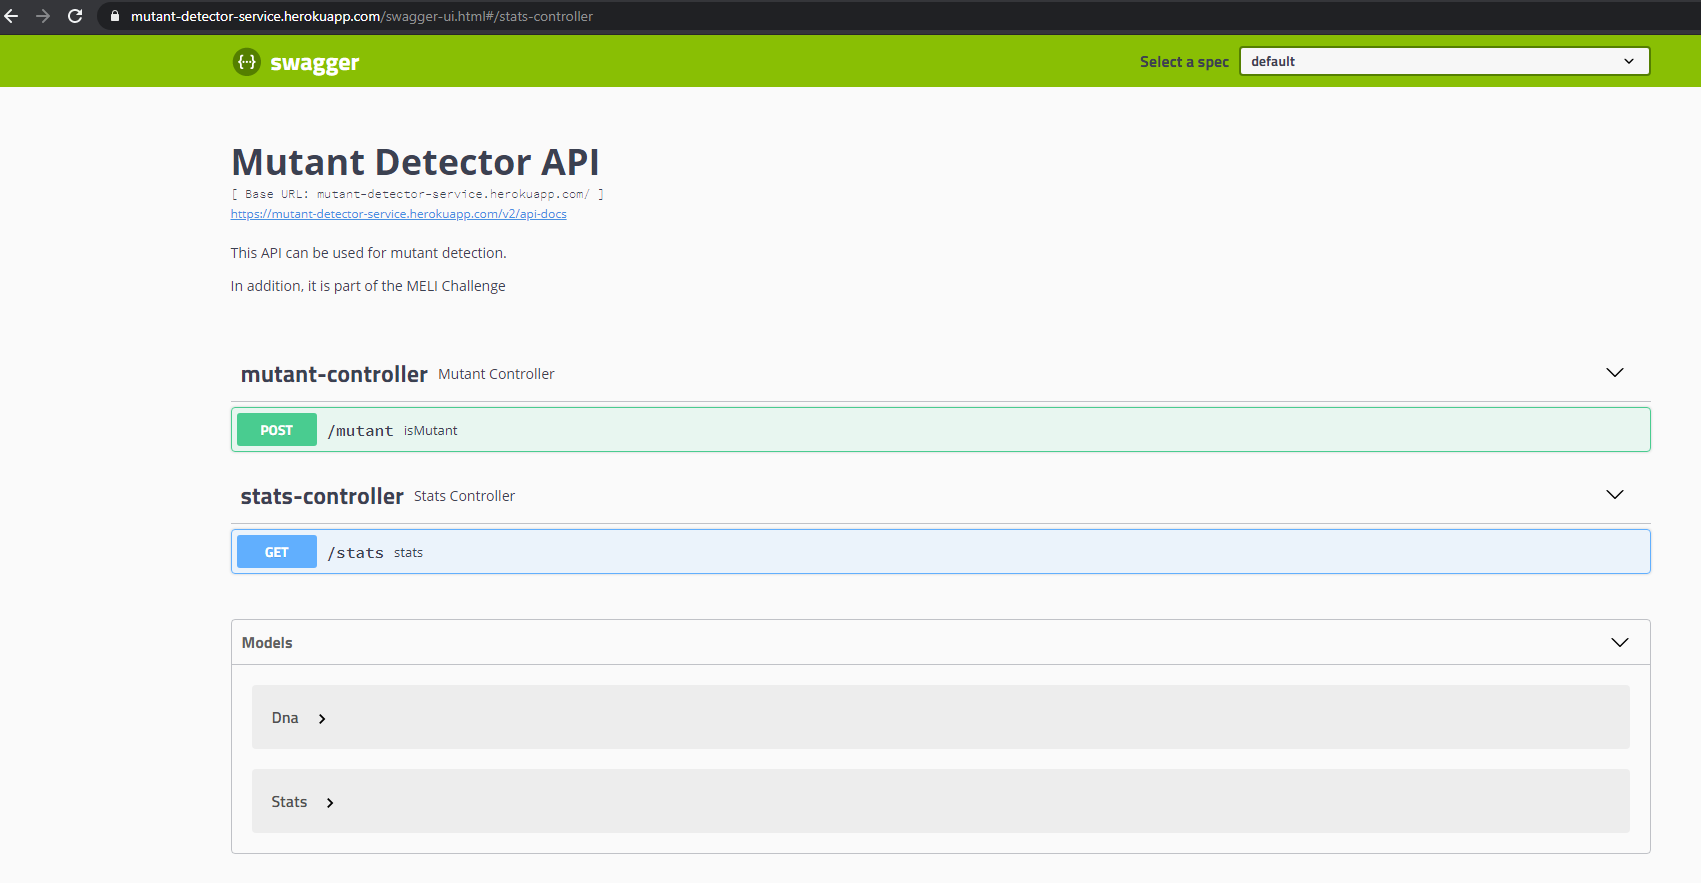 mutant-detector-service.herokuapp.com/swagger-ui.html#/stats-controller
{···} swagger
Select a spec default
Mutant Detector API
[ Base URL: mutant-detector-service.herokuapp.com/ ]
https://mutant-detector-service.herokuapp.com/v2/api-docs
This API can be used for mutant detection.
In addition, it is part of the MELI Challenge
mutant-controller Mutant Controller
POST /mutant isMutant
stats-controller Stats Controller
GET /stats stats
Models
Dna
Stats